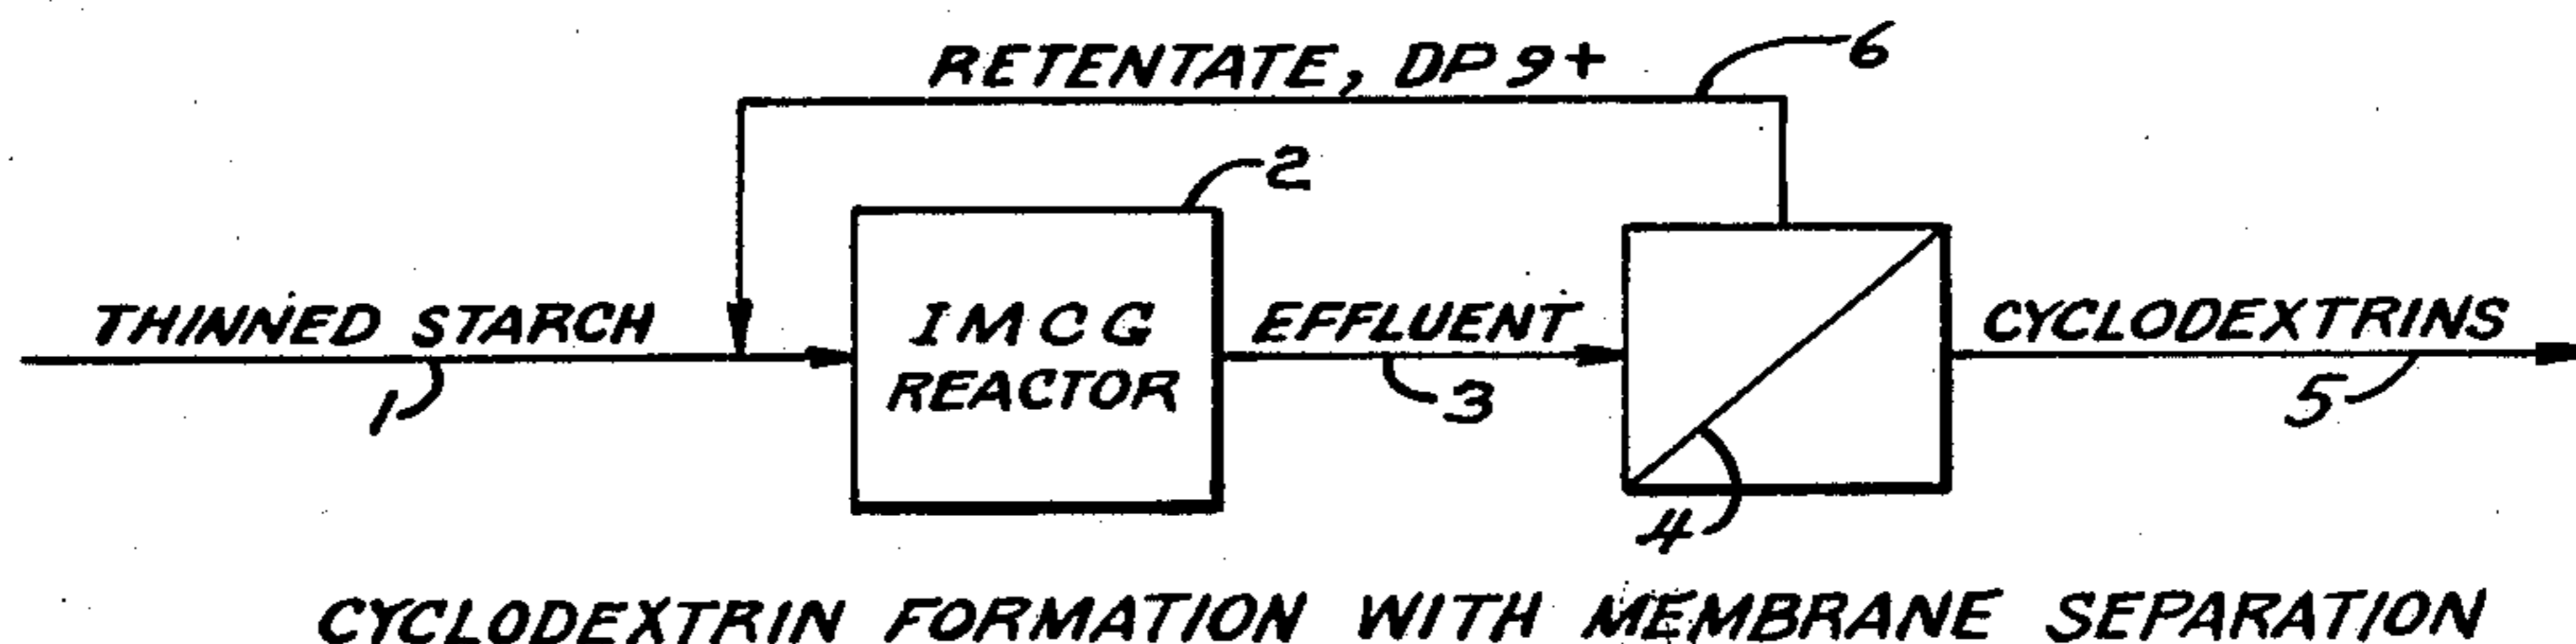 RETENTATE, DP 9+
6
2
THINNED STARCH
IMCG
REACTOR
EFFLUENT
CYCLODEXTRINS
1
3
4
5
CYCLODEXTRIN FORMATION WITH MEMBRANE SEPARATION